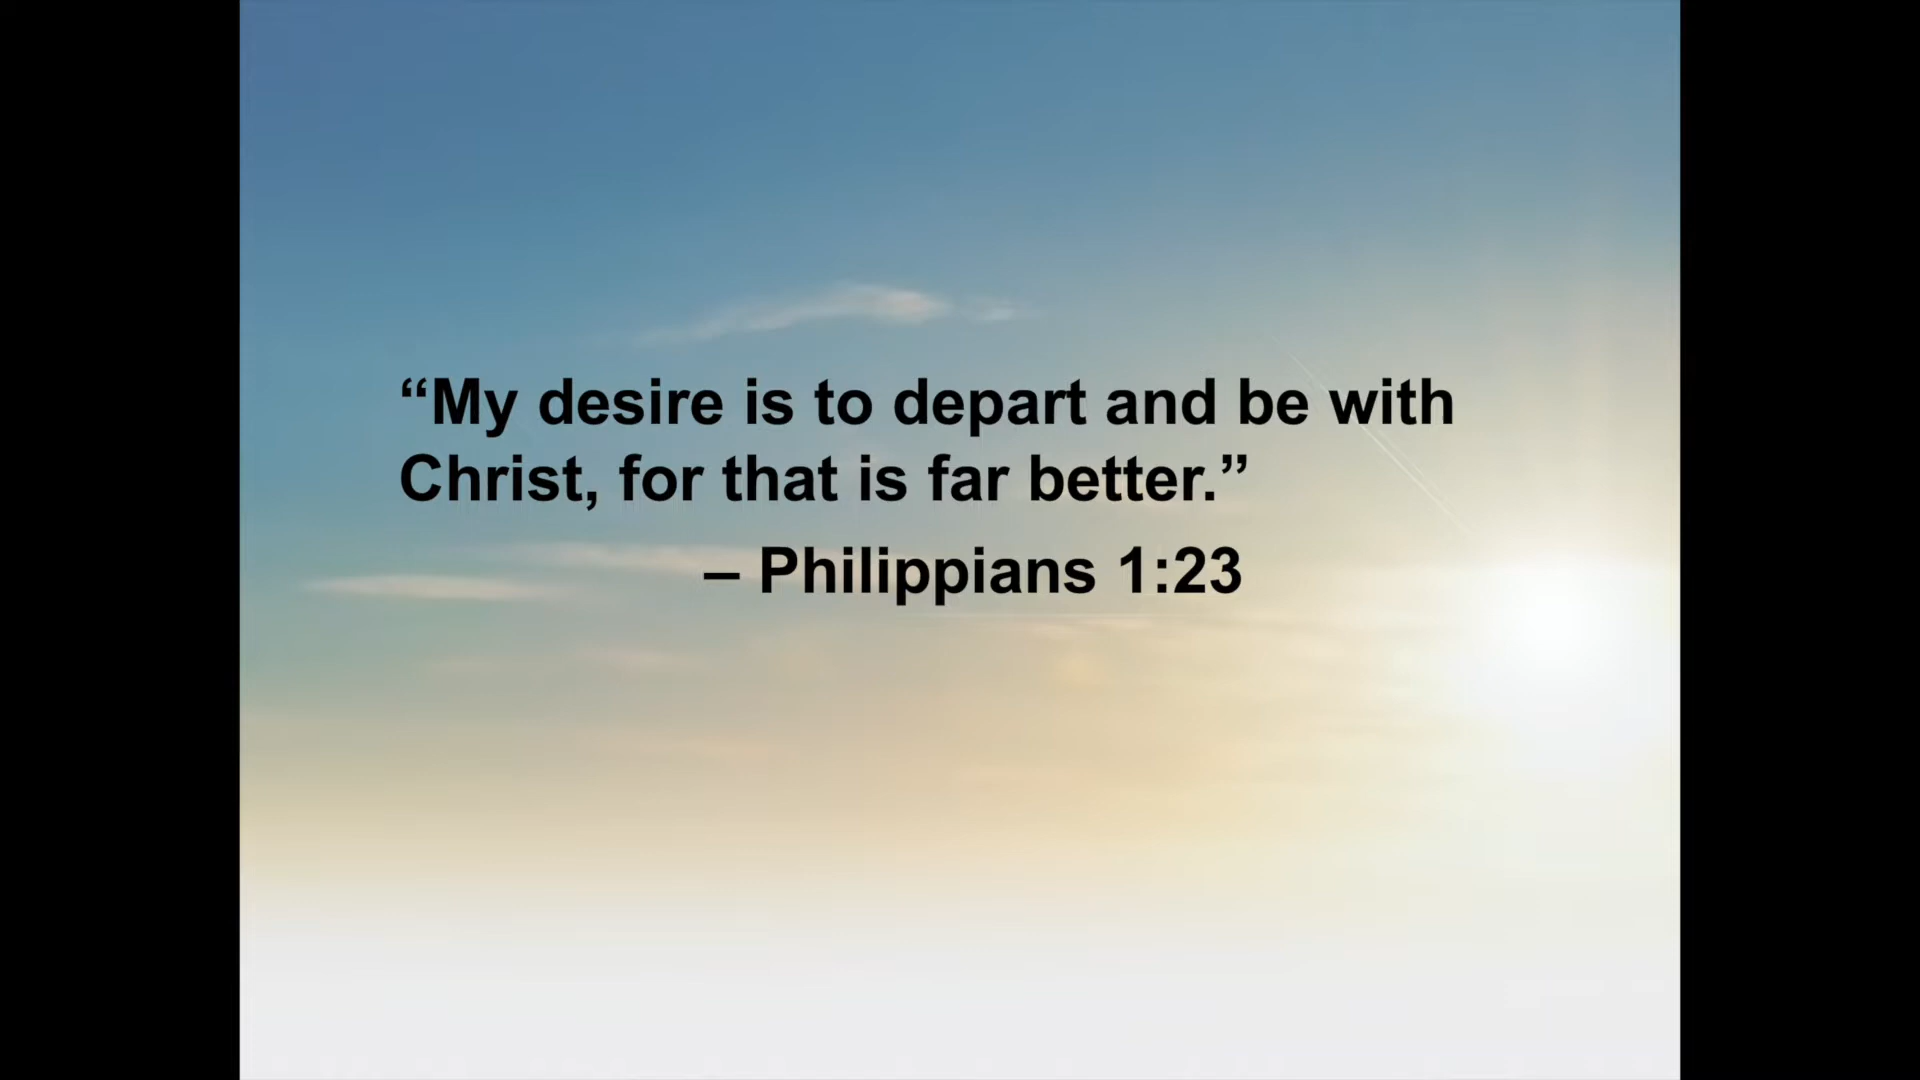 “My desire is to depart and be with
Christ, for that is far better.”
– Philippians 1:23